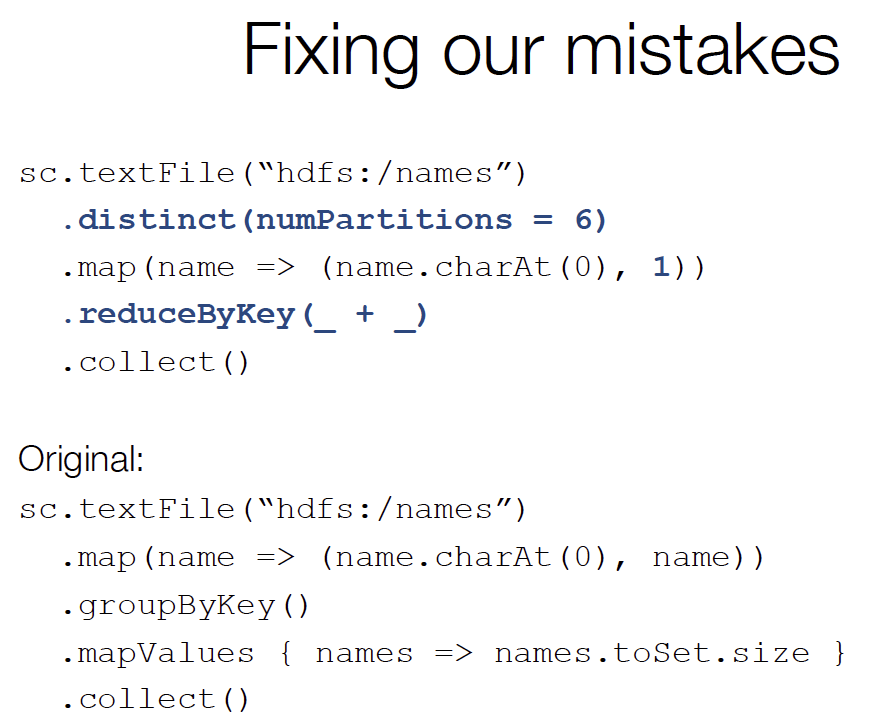 Fixing our mistakes
sc.textFile(“hdfs:/names”)
.distinct(numPartitions = 6)
.map(name => (name.charAt(0), 1))
.reduceByKey(_ + _)
.collect()
Original:
sc.textFile(“hdfs:/names”)
.map(name => (name.charAt(0), name))
.groupByKey()
.mapValues { names => names.toSet.size }
.collect()